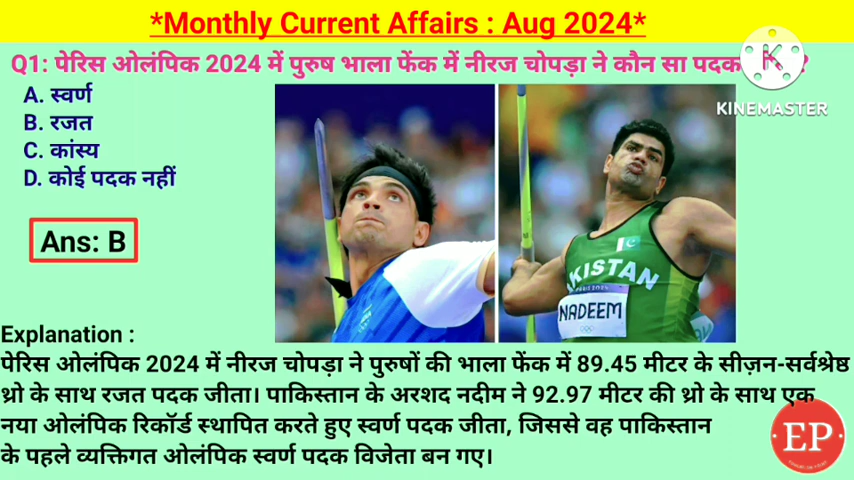 *Monthly Current Affairs : Aug 2024*
Q1: पेरिस ओलंपिक 2024 में पुरुष भाला फेंक में नीरज चोपड़ा ने कौन सा पदक ?
KINEMASTER
A. स्वर्ण
B. रजत
C. कांस्य
D. कोई पदक नहीं
Ans: B
KISTAN
NADEEM
Explanation :
पेरिस ओलंपिक 2024 में नीरज चोपड़ा ने पुरुषों की भाला फेंक में 89.45 मीटर के सीज़न-सर्वश्रेष्ठ
थ्रो के साथ रजत पदक जीता। पाकिस्तान के अरशद नदीम ने 92.97 मीटर की थ्रो के साथ एक
नया ओलंपिक रिकॉर्ड स्थापित करते हुए स्वर्ण पदक जीता, जिससे वह पाकिस्तान
के पहले व्यक्तिगत ओलंपिक स्वर्ण पदक विजेता बन गए।
EP